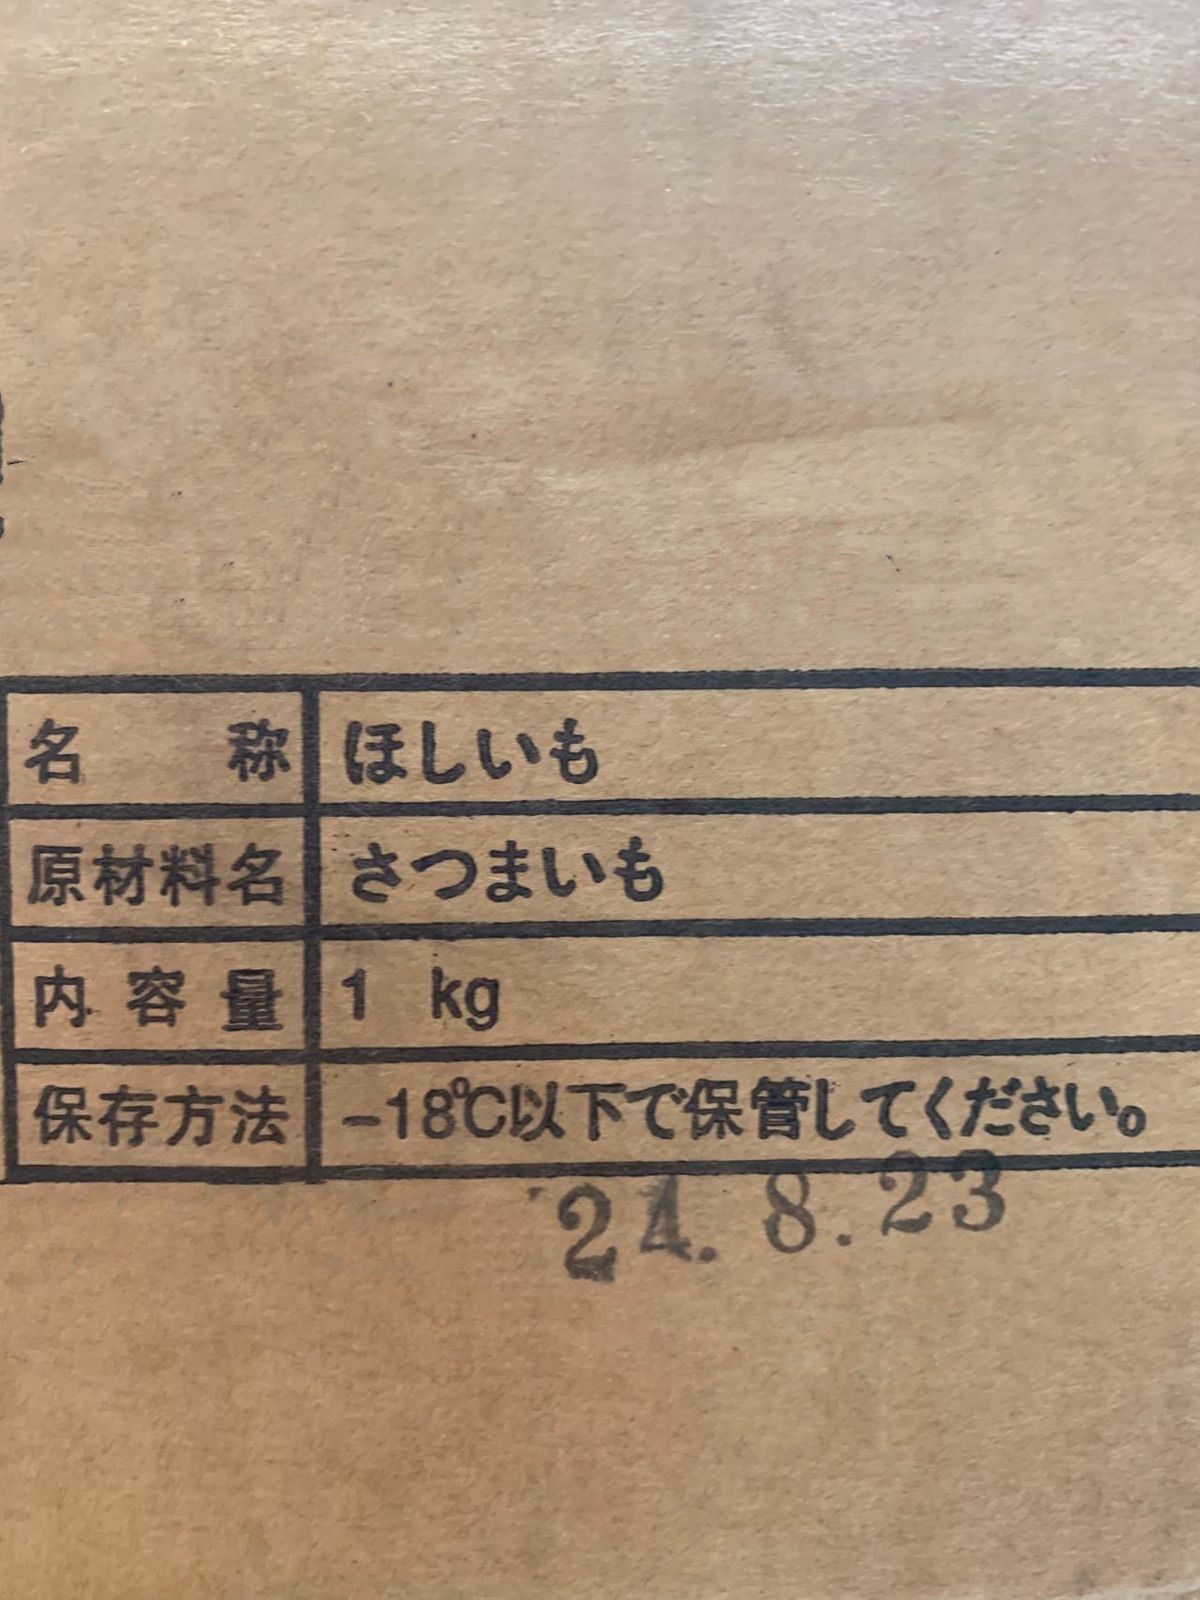 名称 ほしいも
原材料名 さつまいも
内容量 1 kg
保存方法 -18℃以下で保管してください。
24.8.23